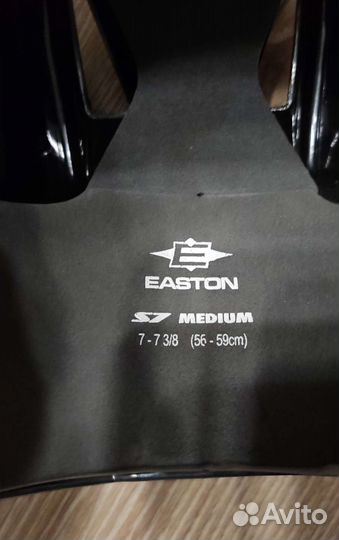 E
EASTON
S7 MEDIUM
7 - 7 3/8 (56 - 59cm)
Avito